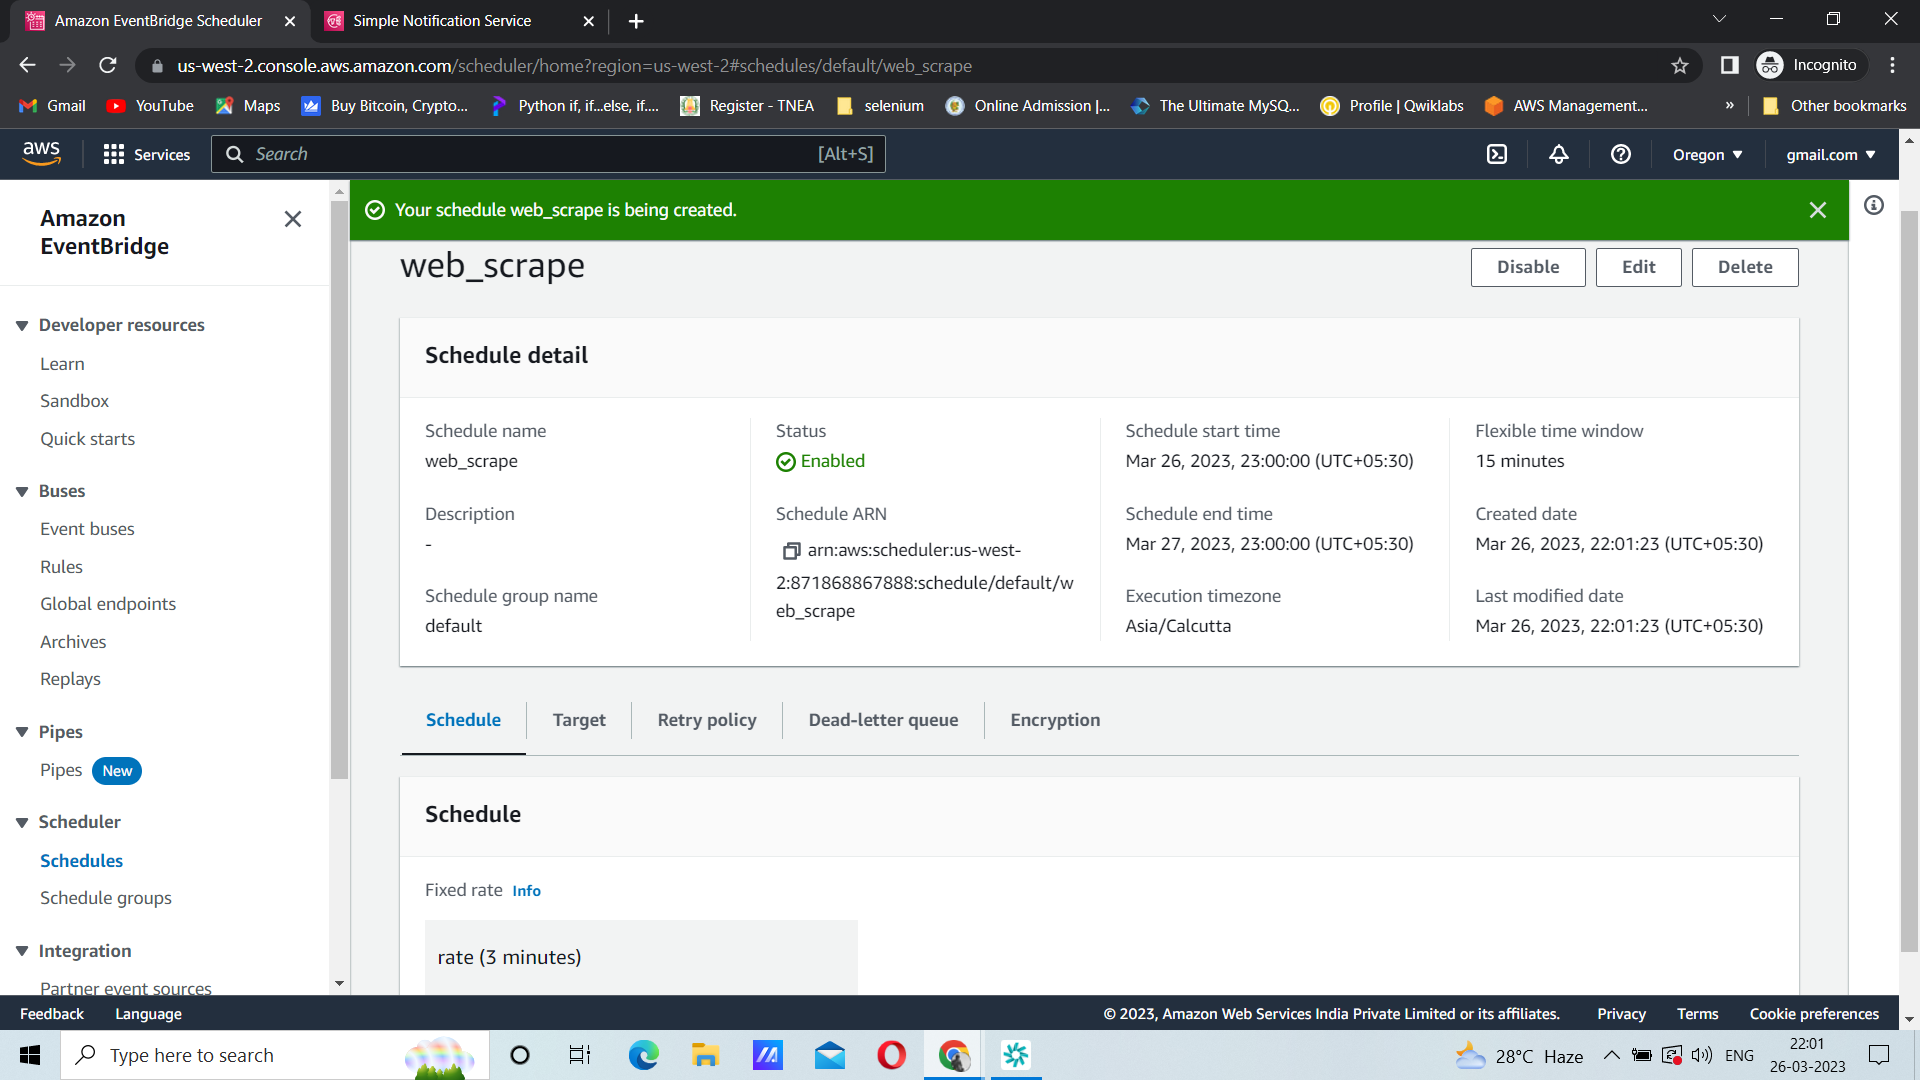 Amazon EventBridge Scheduler
Simple Notification Service
us-west-2.console.aws.amazon.com/scheduler/home?region=us-west-2#schedules/default/web_scrape
Incognito
Gmail
YouTube
Maps
Buy Bitcoin, Crypto...
Python if, if...else, if....
Register - TNEA
selenium
Online Admission |...
The Ultimate MySQ...
Profile | Qwiklabs
AWS Management...
»
Other bookmarks
aws
Services
Search
[Alt+S]
Oregon
gmail.com
Amazon
EventBridge
Developer resources
Learn
Sandbox
Quick starts
Buses
Event buses
Rules
Global endpoints
Archives
Replays
Pipes
Pipes New
Scheduler
Schedules
Schedule groups
Integration
Partner event sources
Your schedule web_scrape is being created.
web_scrape
Disable
Edit
Delete
Schedule detail
Schedule name
web_scrape
Description
-
Schedule group name
default
Status
Enabled
Schedule ARN
arn:aws:scheduler:us-west-
2:871868867888:schedule/default/w
eb_scrape
Schedule start time
Mar 26, 2023, 23:00:00 (UTC+05:30)
Schedule end time
Mar 27, 2023, 23:00:00 (UTC+05:30)
Execution timezone
Asia/Calcutta
Flexible time window
15 minutes
Created date
Mar 26, 2023, 22:01:23 (UTC+05:30)
Last modified date
Mar 26, 2023, 22:01:23 (UTC+05:30)
Schedule
Target
Retry policy
Dead-letter queue
Encryption
Schedule
Fixed rate Info
rate (3 minutes)
Feedback
Language
© 2023, Amazon Web Services India Private Limited or its affiliates.
Privacy
Terms
Cookie preferences
Type here to search
28°C Haze
ENG
22:01
26-03-2023